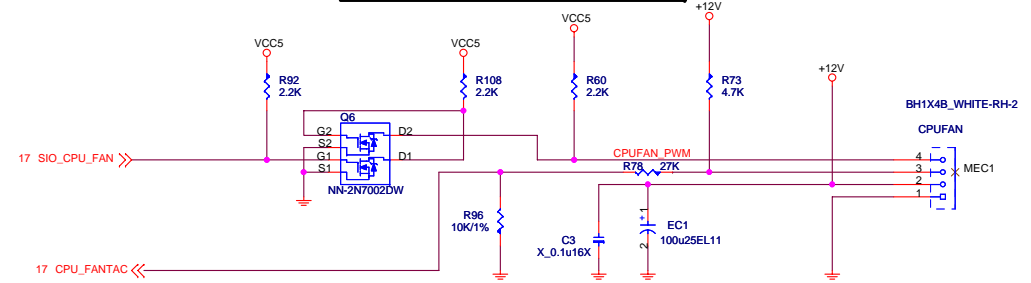 +12V
VCC5
VCC5
VCC5
+12V
R92
2.2K
R108
2.2K
R60
2.2K
R73
4.7K
BH1X4B_WHITE-RH-2
CPUFAN
Q6
G2
S2
G1
S1
D2
D1
NN-2N7002DW
17 SIO_CPU_FAN
CPUFAN_PWM
R78 27K
4
3
2
1
MEC1
R96
10K/1%
C3
X_0.1u16X
+
1
2
EC1
100u25EL11
17 CPU_FANTAC